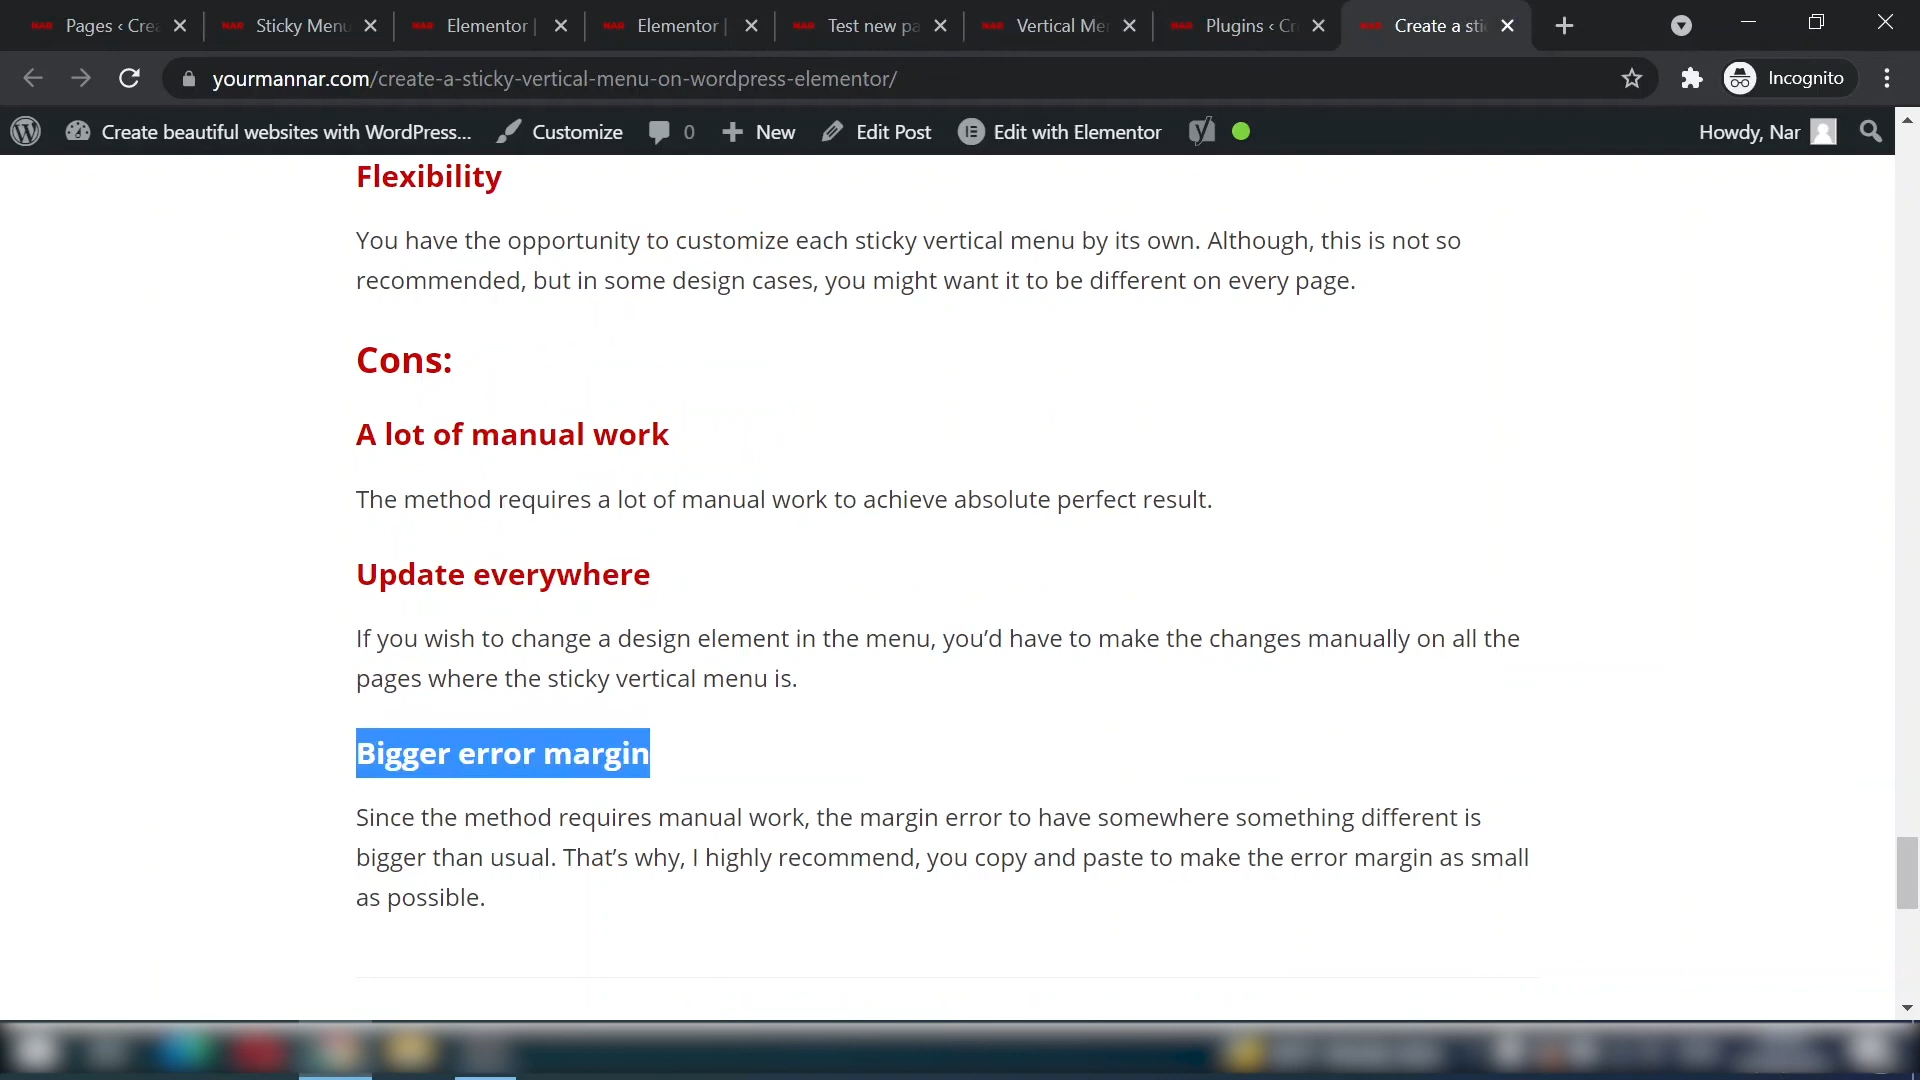 Pages ‹ Crea
Sticky Menu
Elementor |
Elementor |
Test new pa
Vertical Me
Plugins ‹ Cr
Create a sti
yourmannar.com/create-a-sticky-vertical-menu-on-wordpress-elementor/
Incognito
Create beautiful websites with WordPress... Customize 0 New Edit Post Edit with Elementor Howdy, Nar
Flexibility
You have the opportunity to customize each sticky vertical menu by its own. Although, this is not so
recommended, but in some design cases, you might want it to be different on every page.
Cons:
A lot of manual work
The method requires a lot of manual work to achieve absolute perfect result.
Update everywhere
If you wish to change a design element in the menu, you’d have to make the changes manually on all the
pages where the sticky vertical menu is.
Bigger error margin
Since the method requires manual work, the margin error to have somewhere something different is
bigger than usual. That’s why, I highly recommend, you copy and paste to make the error margin as small
as possible.